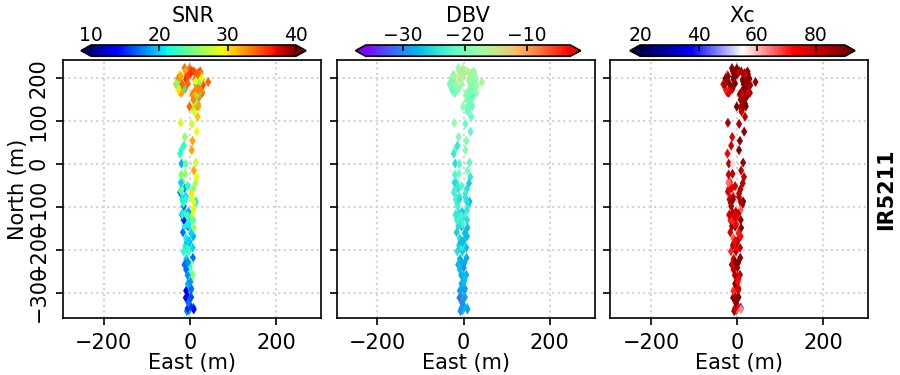 SNR DBV Xc
10 20 30 40 −30 −20 −10 20 40 60 80
North (m)
200
100
0
−100
−200
−300
−200 0 200 −200 0 200 −200 0 200
East (m) East (m) East (m)
IR5211